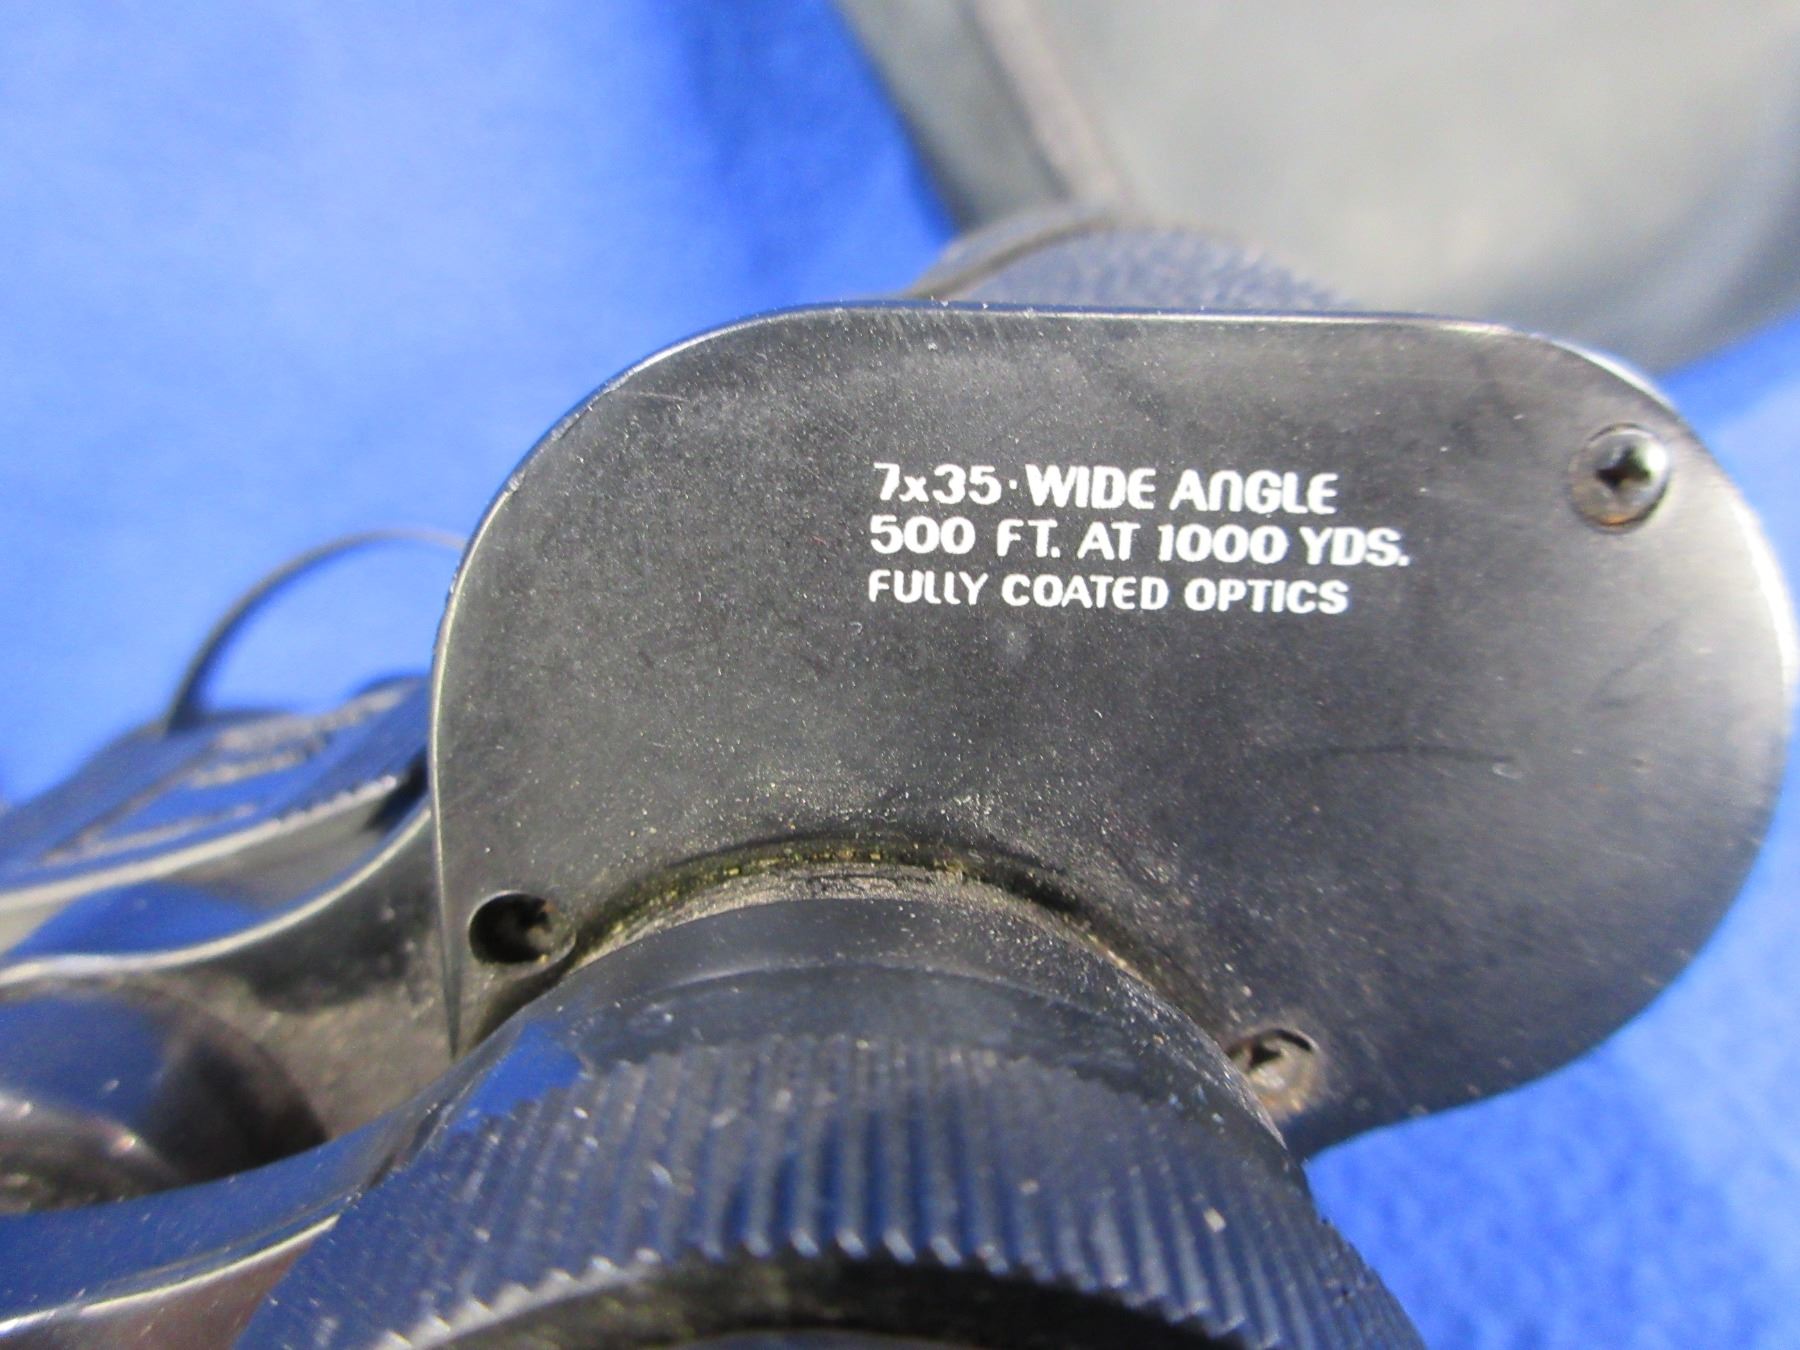 7x35·WIDE ANGLE
500 FT. AT 1000 YDS.
FULLY COATED OPTICS